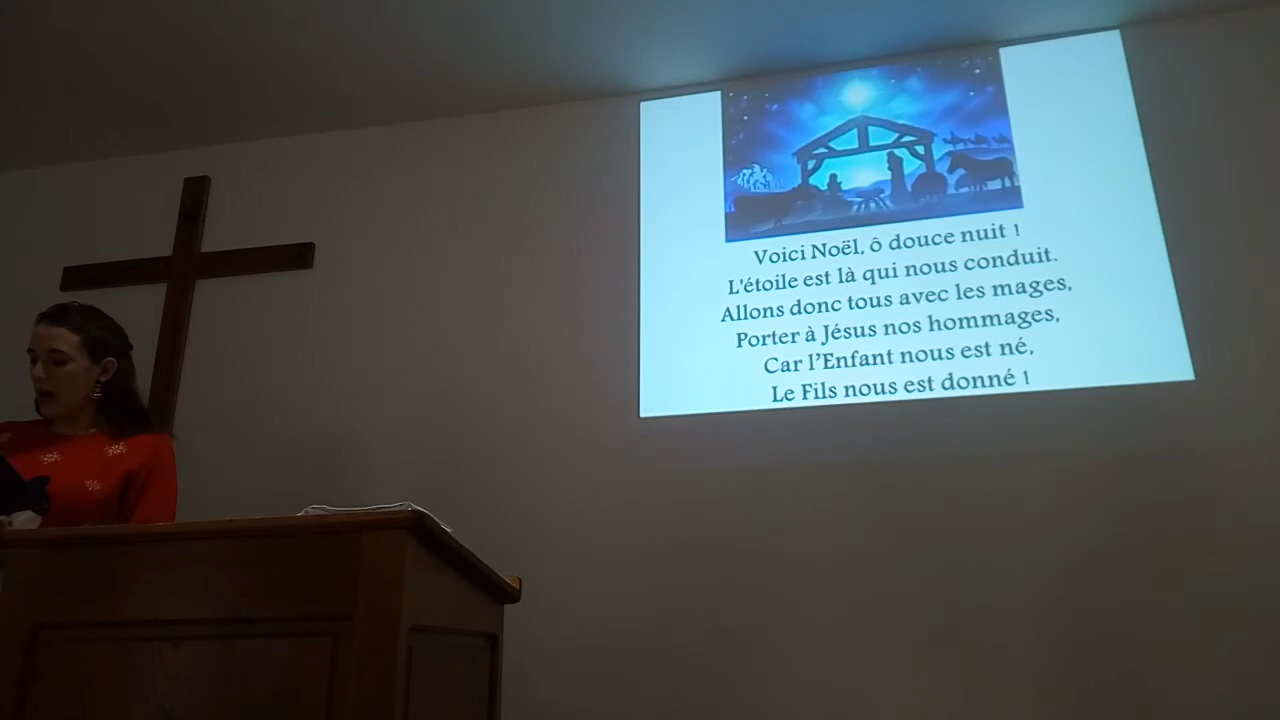 Voici Noël, ô douce nuit !
L'étoile est là qui nous conduit.
Allons donc tous avec les mages,
Porter à Jésus nos hommages,
Car l'Enfant nous est né,
Le Fils nous est donné !